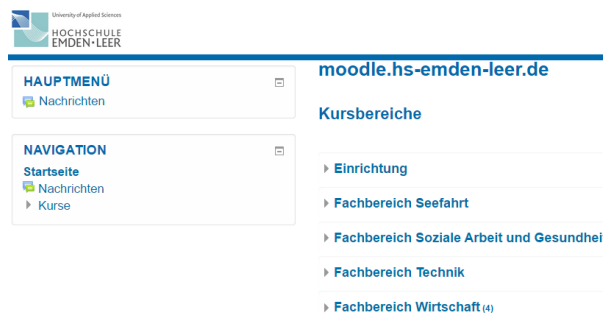 University of Applied Sciences
HOCHSCHULE
EMDEN•LEER
HAUPTMENÜ
Nachrichten
NAVIGATION
Startseite
Nachrichten
Kurse
moodle.hs-emden-leer.de
Kursbereiche
Einrichtung
Fachbereich Seefahrt
Fachbereich Soziale Arbeit und Gesundhei
Fachbereich Technik
Fachbereich Wirtschaft (4)